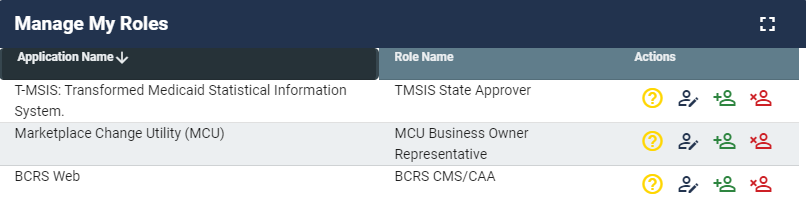 Manage My Roles
Application Name Role Name Actions
T-MSIS: Transformed Medicaid Statistical Information TMSIS State Approver
System.
Marketplace Change Utility (MCU) MCU Business Owner
Representative
BCRS Web BCRS CMS/CAA